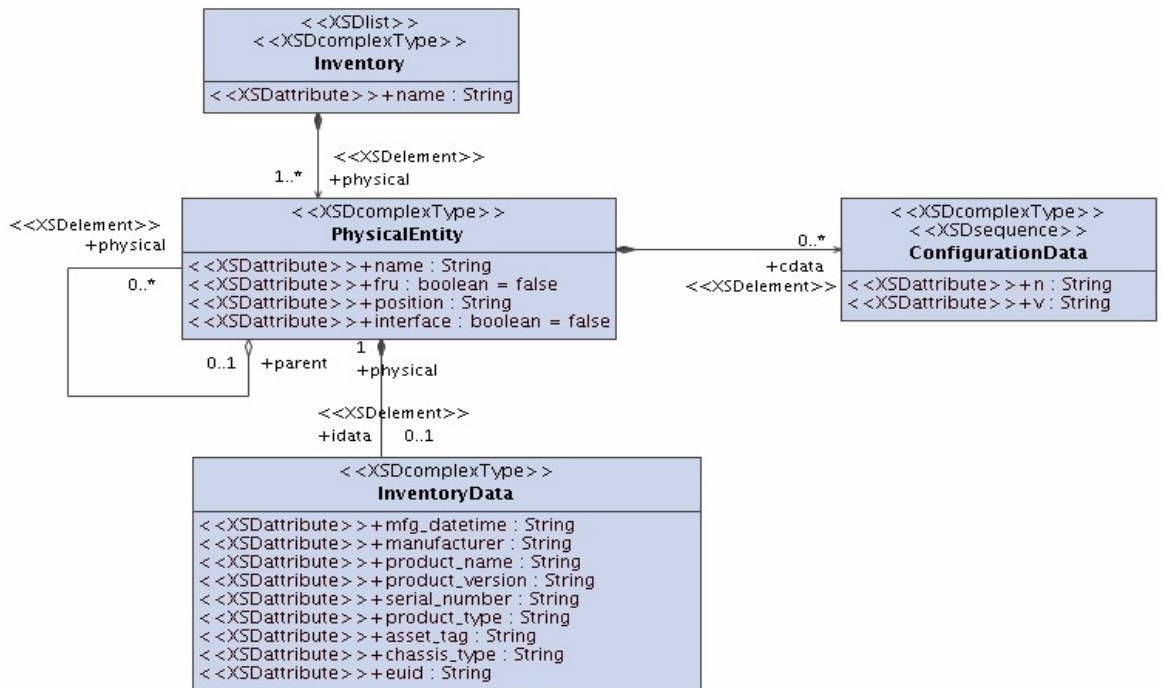 <<XSDlist>>
<<XSDcomplexType>>
Inventory
<<XSDattribute>>+name : String
<<XSDelement>>
1..* +physical
<<XSDelement>>
+physical
0..*
<<XSDcomplexType>>
PhysicalEntity
<<XSDattribute>>+name : String
<<XSDattribute>>+fru : boolean = false
<<XSDattribute>>+position : String
<<XSDattribute>>+interface : boolean = false
0..*
+cdata
<<XSDElement>>
<<XSDcomplexType>>
<<XSDsequence>>
ConfigurationData
<<XSDattribute>>+n : String
<<XSDattribute>>+v : String
0..1 +parent
1
+physical
<<XSDelement>>
+idata 0..1
<<XSDcomplexType>>
InventoryData
<<XSDattribute>>+mfg_datetime : String
<<XSDattribute>>+manufacturer : String
<<XSDattribute>>+product_name : String
<<XSDattribute>>+product_version : String
<<XSDattribute>>+serial_number : String
<<XSDattribute>>+product_type : String
<<XSDattribute>>+asset_tag : String
<<XSDattribute>>+chassis_type : String
<<XSDattribute>>+euid : String